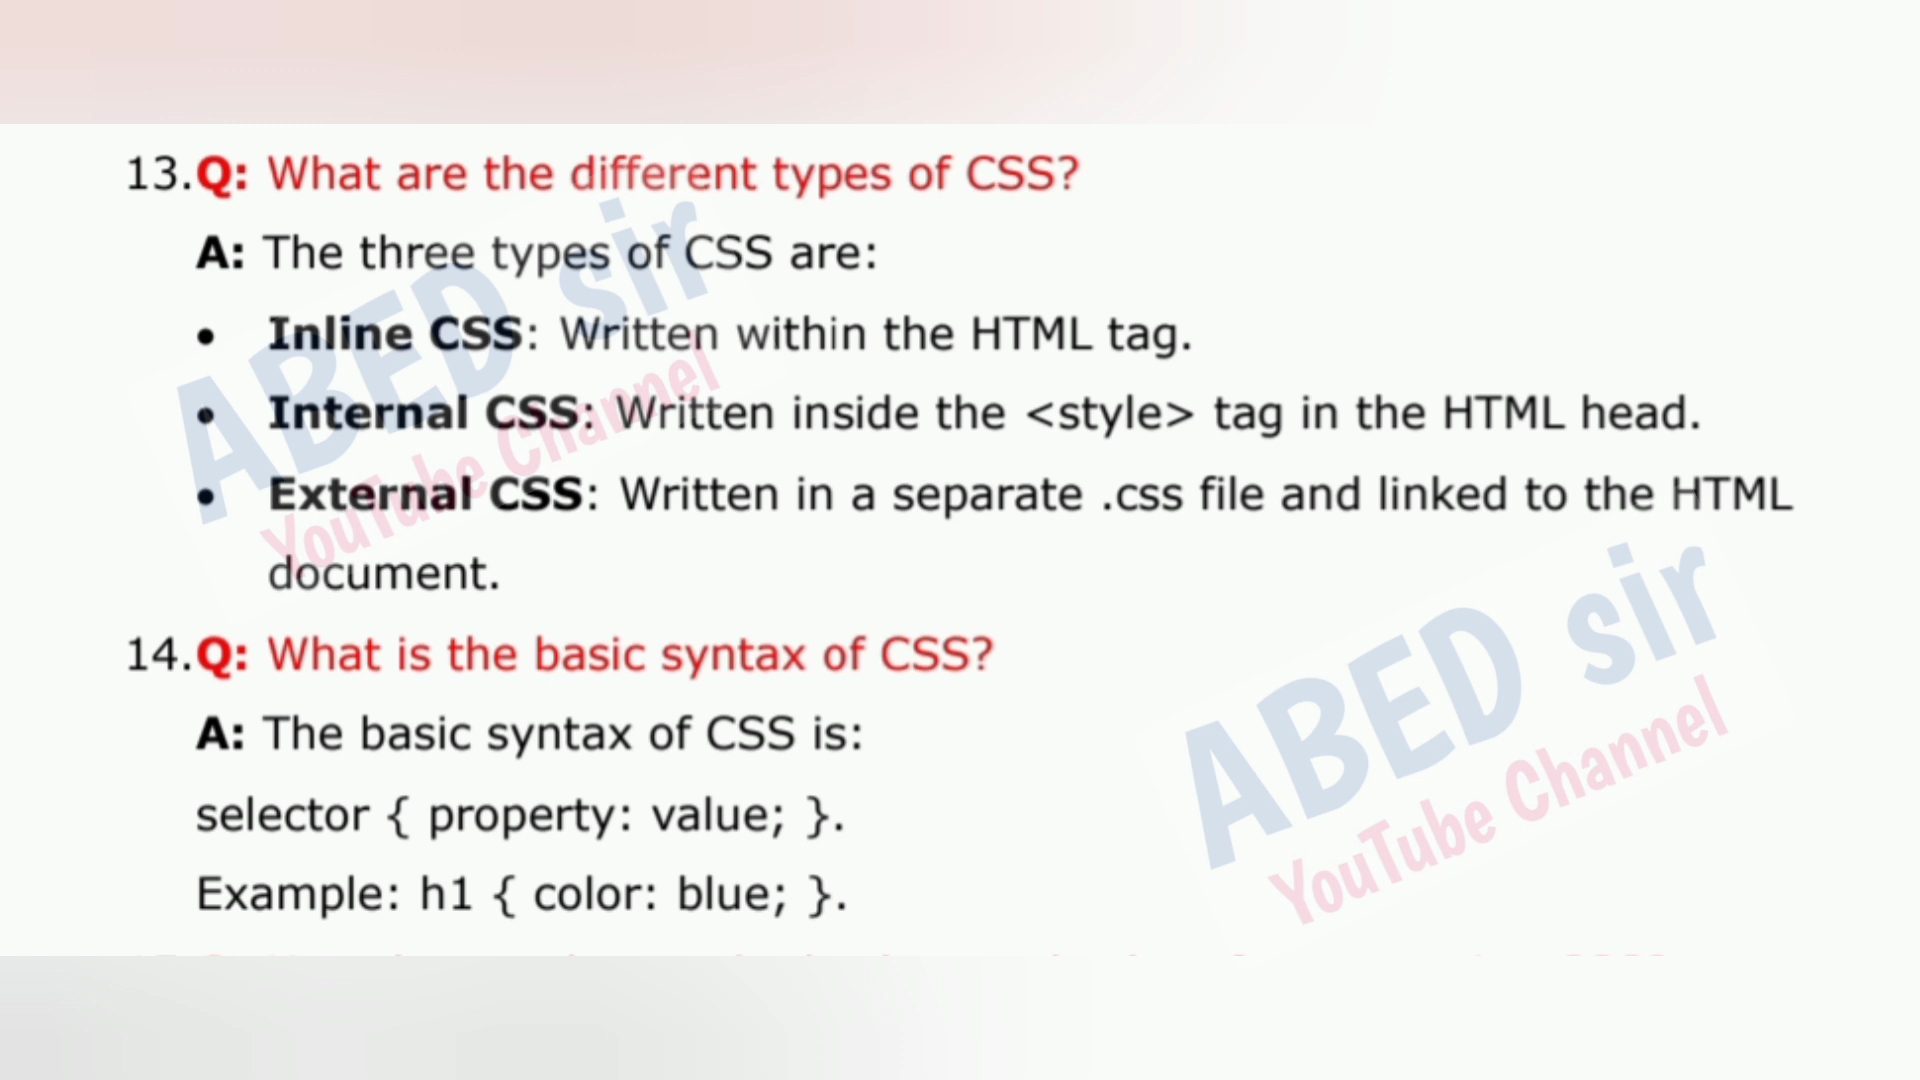 13.Q: What are the different types of CSS?
A: The three types of CSS are:
• Inline CSS: Written within the HTML tag.
• Internal CSS: Written inside the <style> tag in the HTML head.
• External CSS: Written in a separate .css file and linked to the HTML
document.
14.Q: What is the basic syntax of CSS?
A: The basic syntax of CSS is:
selector { property: value; }.
Example: h1 { color: blue; }.
ABED sir
YouTube Channel
ABED sir
YouTube Channel